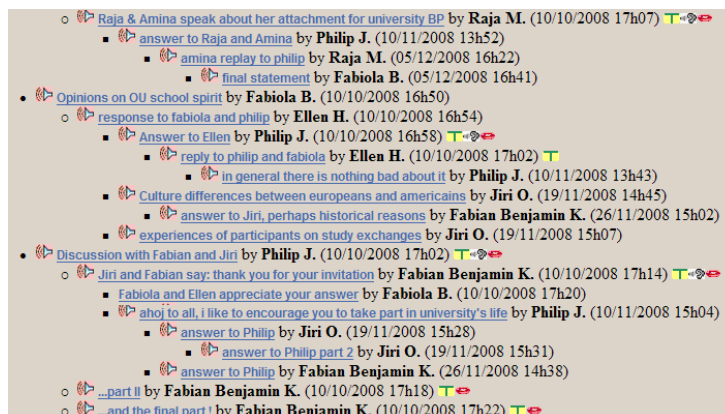 Raja & Amina speak about her attachment for university BP by Raja M. (10/10/2008 17h07)
answer to Raja and Amina by Philip J. (10/11/2008 13h52)
amina replay to philip by Raja M. (05/12/2008 16h22)
final statement by Fabiola B. (05/12/2008 16h41)
Opinions on OU school spirit by Fabiola B. (10/10/2008 16h50)
response to fabiola and philip by Ellen H. (10/10/2008 16h54)
Answer to Ellen by Philip J. (10/10/2008 16h58)
reply to philip and fabiola by Ellen H. (10/10/2008 17h02)
in general there is nothing bad about it by Philip J. (10/11/2008 13h43)
Culture differences between europeans and americains by Jiri O. (19/11/2008 14h45)
answer to Jiri, perhaps historical reasons by Fabian Benjamin K. (26/11/2008 15h02)
experiences of participants on study exchanges by Jiri O. (19/11/2008 15h07)
Discussion with Fabian and Jiri by Philip J. (10/10/2008 17h02)
Jiri and Fabian say: thank you for your invitation by Fabian Benjamin K. (10/10/2008 17h14)
Fabiola and Ellen appreciate your answer by Fabiola B. (10/10/2008 17h20)
ahoj to all, i like to encourage you to take part in university's life by Philip J. (10/11/2008 15h04)
answer to Philip by Jiri O. (19/11/2008 15h28)
answer to Philip part 2 by Jiri O. (19/11/2008 15h31)
answer to Philip by Fabian Benjamin K. (26/11/2008 14h38)
...part II by Fabian Benjamin K. (10/10/2008 17h18)
...and the final part ! by Fabian Benjamin K. (10/10/2008 17h22)